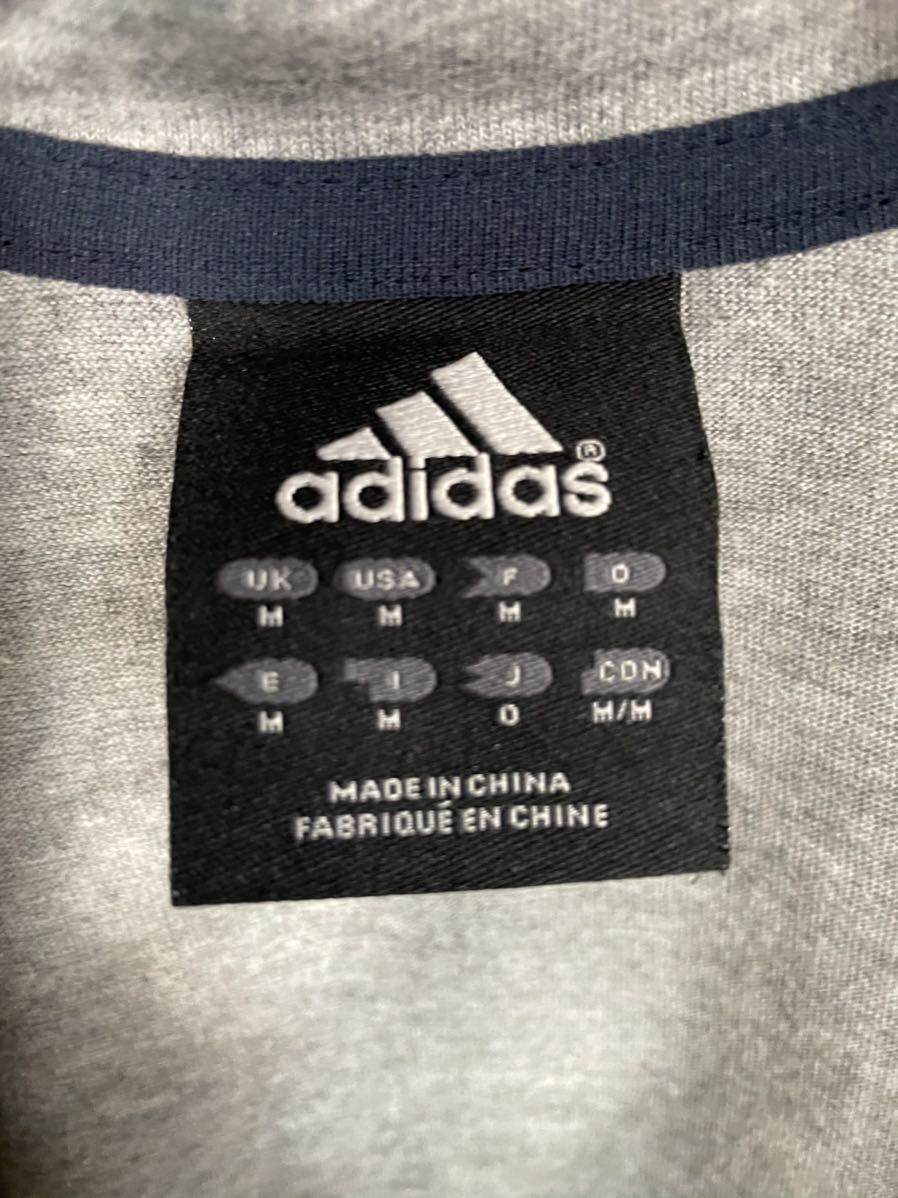 adidas®
UK USA F D
M M M M
E I J CDN
M M O M/M
MADE IN CHINA
FABRIQUÉ EN CHINE